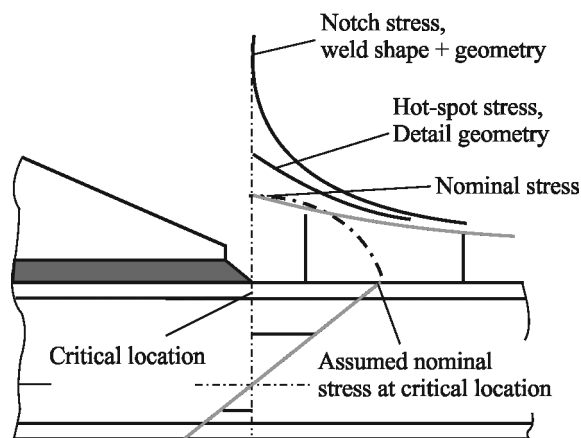 Notch stress,
weld shape + geometry
Hot-spot stress,
Detail geometry
Nominal stress
Critical location
Assumed nominal
stress at critical location